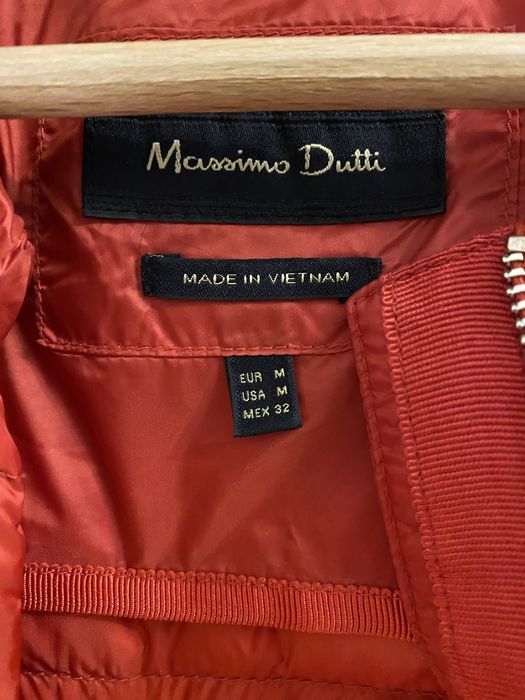 Massimo Dutti
MADE IN VIETNAM
EUR M
USA M
MEX 32